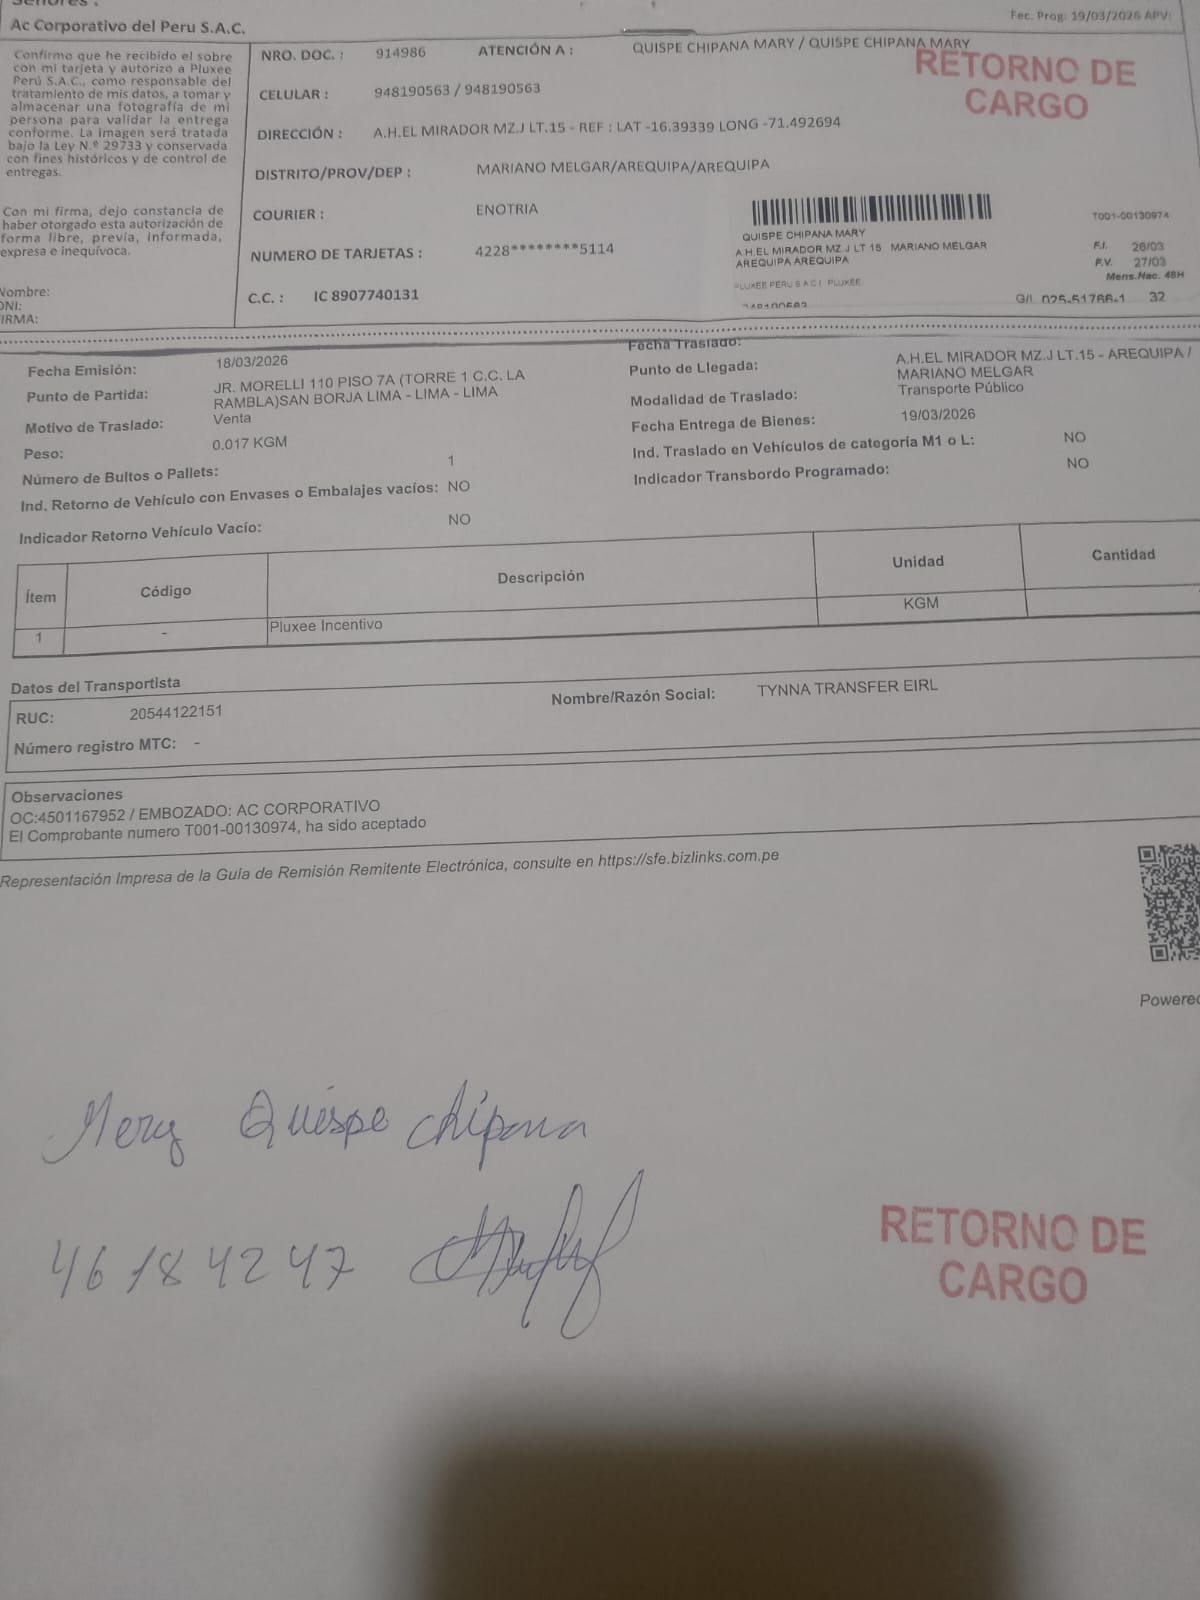 Señores :
Ac Corporativo del Peru S.A.C.
Fec. Prog: 19/03/2026 APV:
Confirmo que he recibido el sobre
con mi tarjeta y autorizo a Pluxee
Perú S.A.C., como responsable del
tratamiento de mis datos, a tomar y
almacenar una fotografía de mi
persona para validar la entrega
conforme. La imagen será tratada
bajo la Ley N.º 29733 y conservada
con fines históricos y de control de
entregas.
Con mi firma, dejo constancia de
haber otorgado esta autorización de
forma libre, previa, informada,
expresa e inequívoca.
Nombre:
DNI:
FIRMA:
NRO. DOC. : 914986 ATENCIÓN A : QUISPE CHIPANA MARY / QUISPE CHIPANA MARY
CELULAR : 948190563 / 948190563
DIRECCIÓN : A.H.EL MIRADOR MZ.J LT.15 - REF : LAT -16.39339 LONG -71.492694
DISTRITO/PROV/DEP : MARIANO MELGAR/AREQUIPA/AREQUIPA
COURIER : ENOTRIA
NUMERO DE TARJETAS : 4228********5114
C.C. : IC 8907740131
RETORNO DE
CARGO
QUISPE CHIPANA MARY
A.H.EL MIRADOR MZ.J LT 15 MARIANO MELGAR
AREQUIPA AREQUIPA
PLUXEE PERU S A C | PLUXEE
T001-00130974
F.I. 26/03
F.V. 27/03
Mens.Nac. 48H
G/L 025-51766-1 32
Fecha Emisión: 18/03/2026
Punto de Partida: JR. MORELLI 110 PISO 7A (TORRE 1 C.C. LA
RAMBLA)SAN BORJA LIMA - LIMA - LIMA
Motivo de Traslado: Venta
Peso: 0.017 KGM
Número de Bultos o Pallets: 1
Ind. Retorno de Vehículo con Envases o Embalajes vacíos: NO
Indicador Retorno Vehículo Vacío: NO
Fecha Traslado:
Punto de Llegada: A.H.EL MIRADOR MZ.J LT.15 - AREQUIPA /
MARIANO MELGAR
Modalidad de Traslado: Transporte Público
Fecha Entrega de Bienes: 19/03/2026
Ind. Traslado en Vehículos de categoría M1 o L: NO
Indicador Transbordo Programado: NO
Ítem Código Descripción Unidad Cantidad
1 - Pluxee Incentivo KGM
Datos del Transportista
RUC: 20544122151 Nombre/Razón Social: TYNNA TRANSFER EIRL
Número registro MTC: -
Observaciones
OC:4501167952 / EMBOZADO: AC CORPORATIVO
El Comprobante numero T001-00130974, ha sido aceptado
Representación Impresa de la Guía de Remisión Remitente Electrónica, consulte en https://sfe.bizlinks.com.pe
Powered
Mery Quispe chipana
46184247
RETORNO DE
CARGO